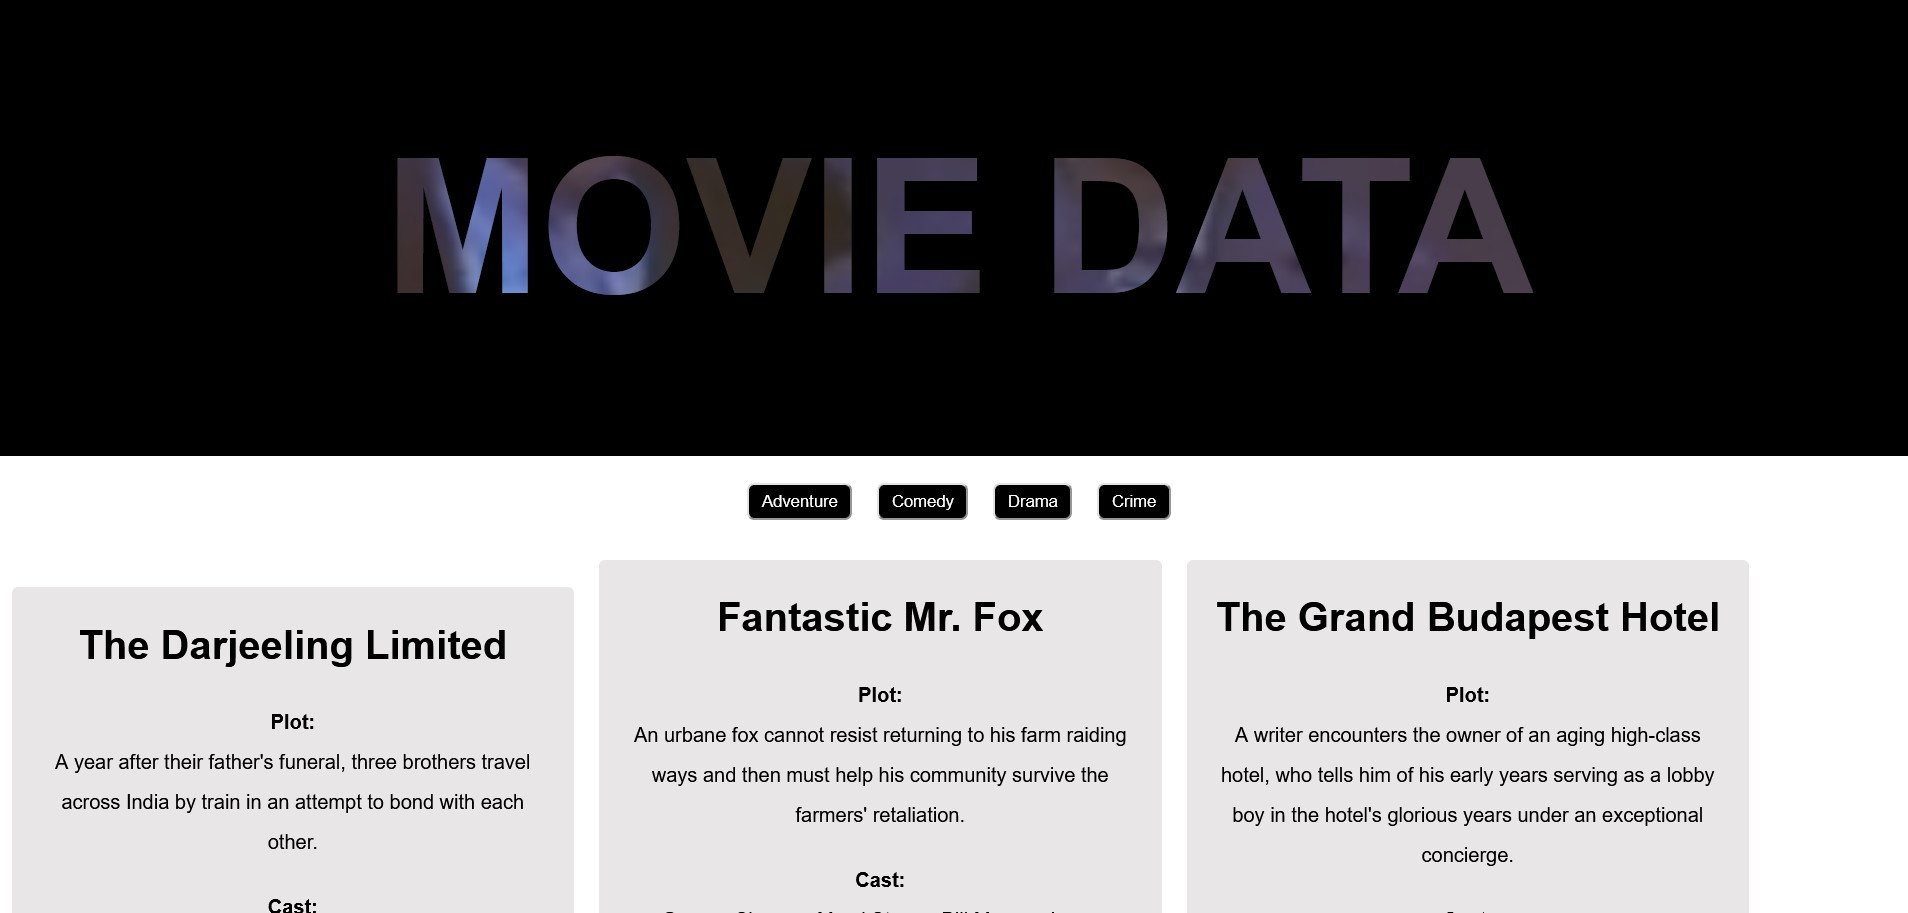 MOVIE DATA
Adventure
Comedy
Drama
Crime
The Darjeeling Limited
Plot:
A year after their father's funeral, three brothers travel
across India by train in an attempt to bond with each
other.
Cast:
Fantastic Mr. Fox
Plot:
An urbane fox cannot resist returning to his farm raiding
ways and then must help his community survive the
farmers' retaliation.
Cast:
The Grand Budapest Hotel
Plot:
A writer encounters the owner of an aging high-class
hotel, who tells him of his early years serving as a lobby
boy in the hotel's glorious years under an exceptional
concierge.